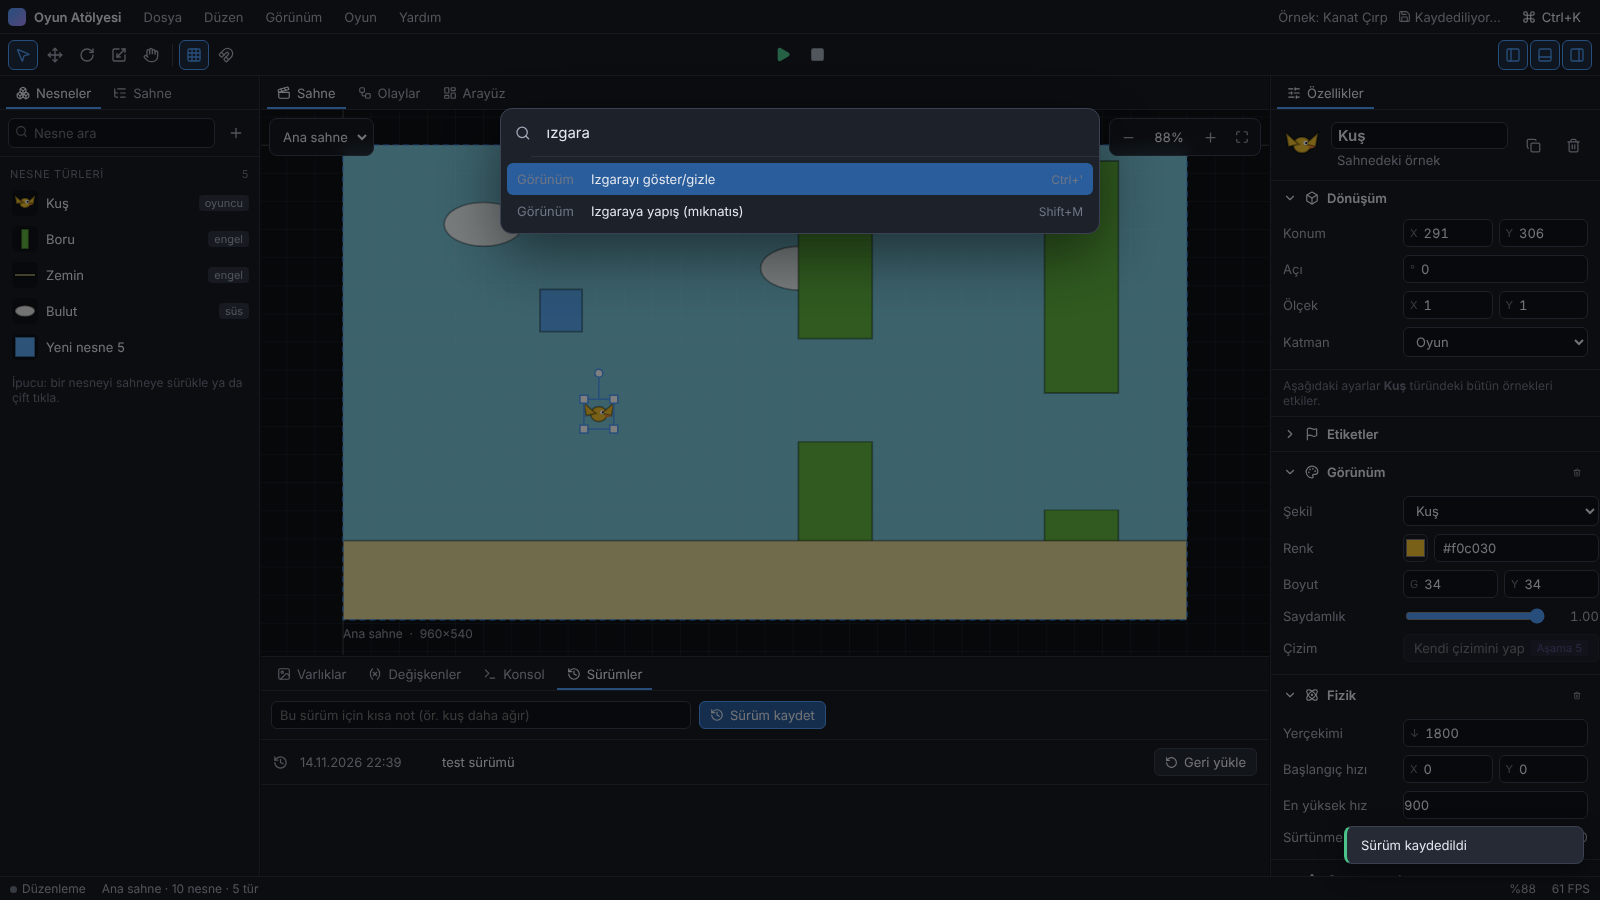 Oyun Atölyesi Dosya Düzen Görünüm Oyun Yardım Örnek: Kanat Çırp Kaydediliyor... ⌘ Ctrl+K
Nesneler Sahne
Nesne ara
NESNE TÜRLERİ 5
Kuş oyuncu
Boru engel
Zemin engel
Bulut süs
Yeni nesne 5
İpucu: bir nesneyi sahneye sürükle ya da
çift tıkla.
Sahne Olaylar Arayüz
Ana sahne
88%
ızgara
Görünüm Izgarayı göster/gizle Ctrl+'
Görünüm Izgaraya yapış (mıknatıs) Shift+M
Ana sahne · 960×540
Varlıklar Değişkenler Konsol Sürümler
Bu sürüm için kısa not (ör. kuş daha ağır) Sürüm kaydet
14.11.2026 22:39 test sürümü Geri yükle
Özellikler
Kuş
Sahnedeki örnek
Dönüşüm
Konum X 291 Y 306
Açı ° 0
Ölçek X 1 Y 1
Katman Oyun
Aşağıdaki ayarlar Kuş türündeki bütün örnekleri
etkiler.
Etiketler
Görünüm
Şekil Kuş
Renk #f0c030
Boyut G 34 Y 34
Saydamlık 1.00
Çizim Kendi çizimini yap Aşama 5
Fizik
Yerçekimi ↓ 1800
Başlangıç hızı X 0 Y 0
En yüksek hız 900
Sürtünme
Sürüm kaydedildi
Düzenleme Ana sahne · 10 nesne · 5 tür %88 61 FPS